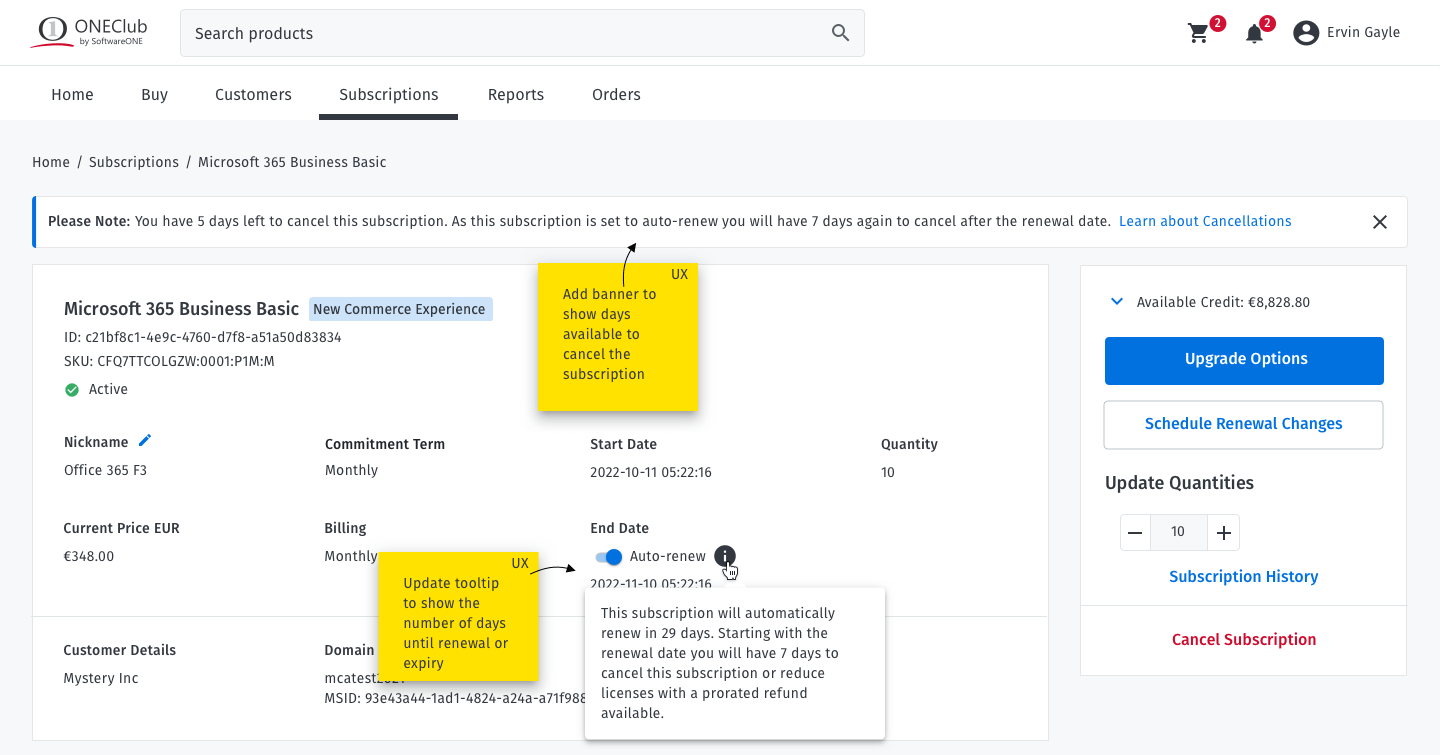 ONEClub
by SoftwareONE
Search products
2
2
Ervin Gayle
Home
Buy
Customers
Subscriptions
Reports
Orders
Home / Subscriptions / Microsoft 365 Business Basic
Please Note: You have 5 days left to cancel this subscription. As this subscription is set to auto-renew you will have 7 days again to cancel after the renewal date. Learn about Cancellations
UX
Add banner to
show days
available to
cancel the
subscription
Microsoft 365 Business Basic
New Commerce Experience
ID: c21bf8c1-4e9c-4760-d7f8-a51a50d83834
SKU: CFQ7TTCOLGZW:0001:P1M:M
Active
Nickname
Office 365 F3
Commitment Term
Monthly
Start Date
2022-10-11 05:22:16
Quantity
10
Current Price EUR
€348.00
Billing
Monthly
End Date
Auto-renew
2022-11-10 05:22:16
UX
Update tooltip
to show the
number of days
until renewal or
expiry
This subscription will automatically
renew in 29 days. Starting with the
renewal date you will have 7 days to
cancel this subscription or reduce
licenses with a prorated refund
available.
Customer Details
Mystery Inc
Domain
MSID: 93e43a44-1ad1-4824-a24a-a71f988
Available Credit: €8,828.80
Upgrade Options
Schedule Renewal Changes
Update Quantities
10
Subscription History
Cancel Subscription